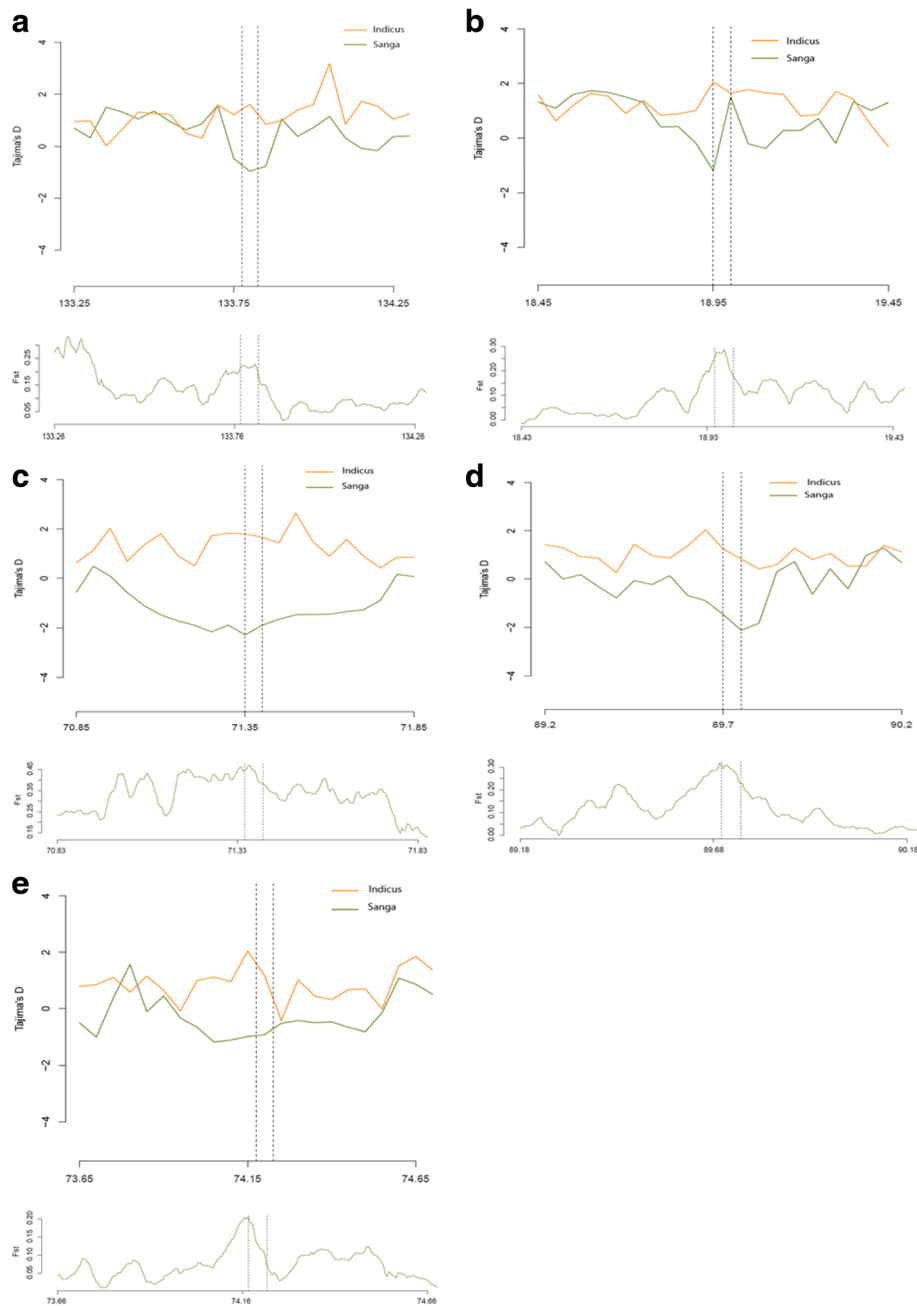 a
Indicus
Sanga
Tajima's D
4
2
0
-2
-4
133.25
133.75
134.25
Fst
0.25
0.15
0.05
133.26
133.76
134.26
b
Indicus
Sanga
Tajima's D
4
2
0
-2
-4
18.45
18.95
19.45
Fst
0.30
0.20
0.10
0.00
18.43
18.93
19.43
c
Indicus
Sanga
Tajima's D
4
2
0
-2
-4
70.85
71.35
71.85
Fst
0.45
0.35
0.25
0.15
70.83
71.33
71.83
d
Indicus
Sanga
Tajima's D
4
2
0
-2
-4
89.2
89.7
90.2
Fst
0.30
0.20
0.10
0.00
89.18
89.68
90.18
e
Indicus
Sanga
Tajima's D
4
2
0
-2
-4
73.65
74.15
74.65
Fst
0.20
0.15
0.10
0.05
73.66
74.16
74.66